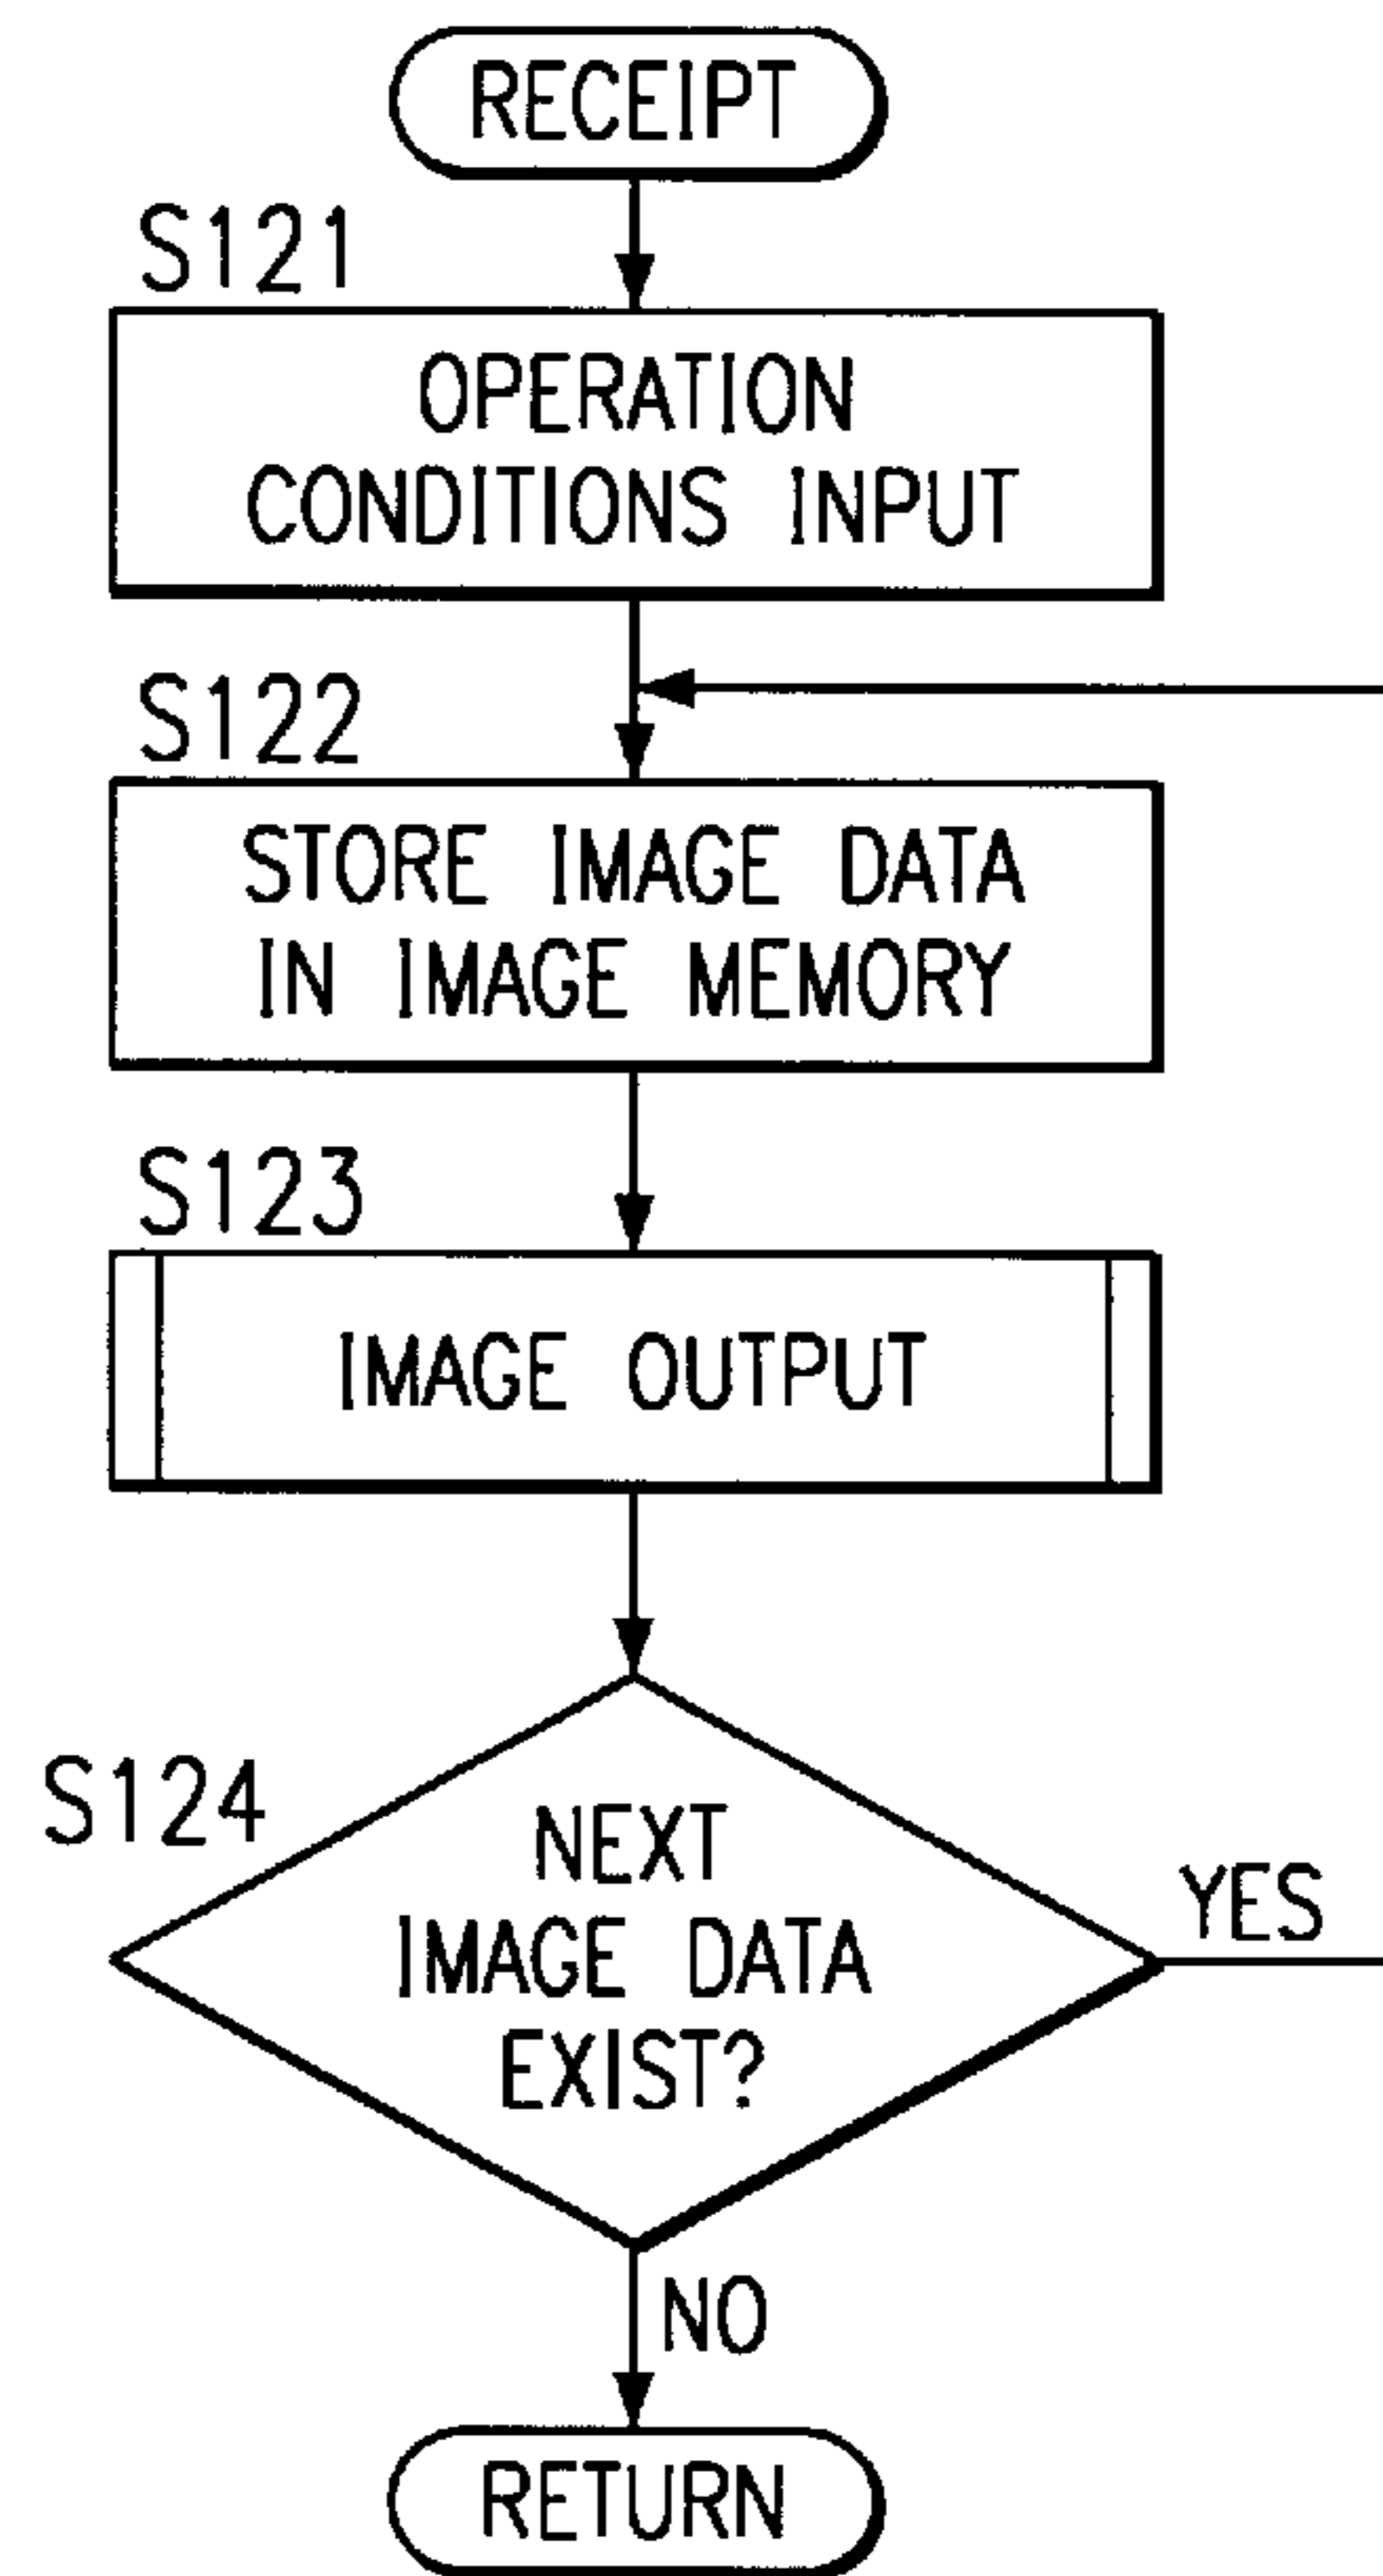 RECEIPT
S121
OPERATION
CONDITIONS INPUT
S122
STORE IMAGE DATA
IN IMAGE MEMORY
S123
IMAGE OUTPUT
S124
NEXT
IMAGE DATA
EXIST?
YES
NO
RETURN